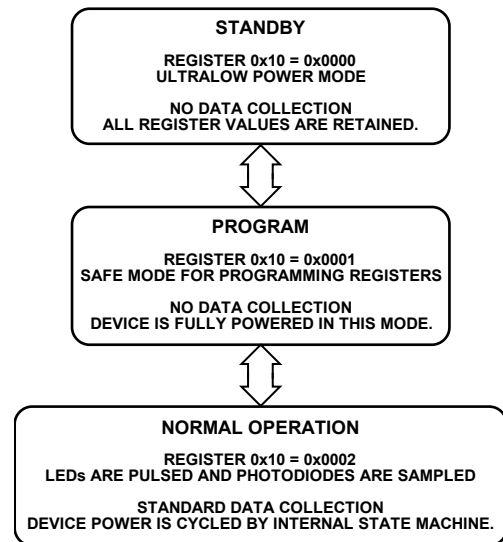 STANDBY
REGISTER 0x10 = 0x0000
ULTRALOW POWER MODE
NO DATA COLLECTION
ALL REGISTER VALUES ARE RETAINED.
PROGRAM
REGISTER 0x10 = 0x0001
SAFE MODE FOR PROGRAMMING REGISTERS
NO DATA COLLECTION
DEVICE IS FULLY POWERED IN THIS MODE.
NORMAL OPERATION
REGISTER 0x10 = 0x0002
LEDs ARE PULSED AND PHOTODIODES ARE SAMPLED
STANDARD DATA COLLECTION
DEVICE POWER IS CYCLED BY INTERNAL STATE MACHINE.